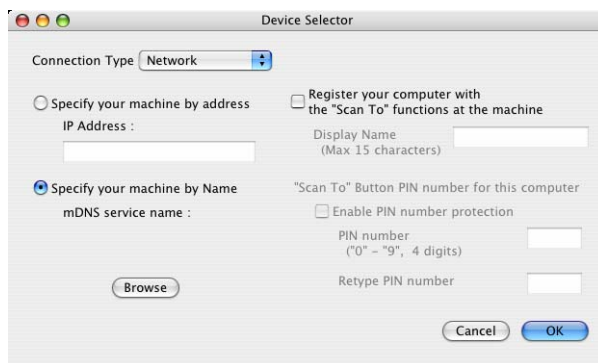 Device Selector
Connection Type Network
Specify your machine by address
IP Address :
Specify your machine by Name
mDNS service name :
Browse
Register your computer with
the "Scan To" functions at the machine
Display Name
(Max 15 characters)
"Scan To" Button PIN number for this computer
Enable PIN number protection
PIN number
("0" – "9", 4 digits)
Retype PIN number
Cancel
OK